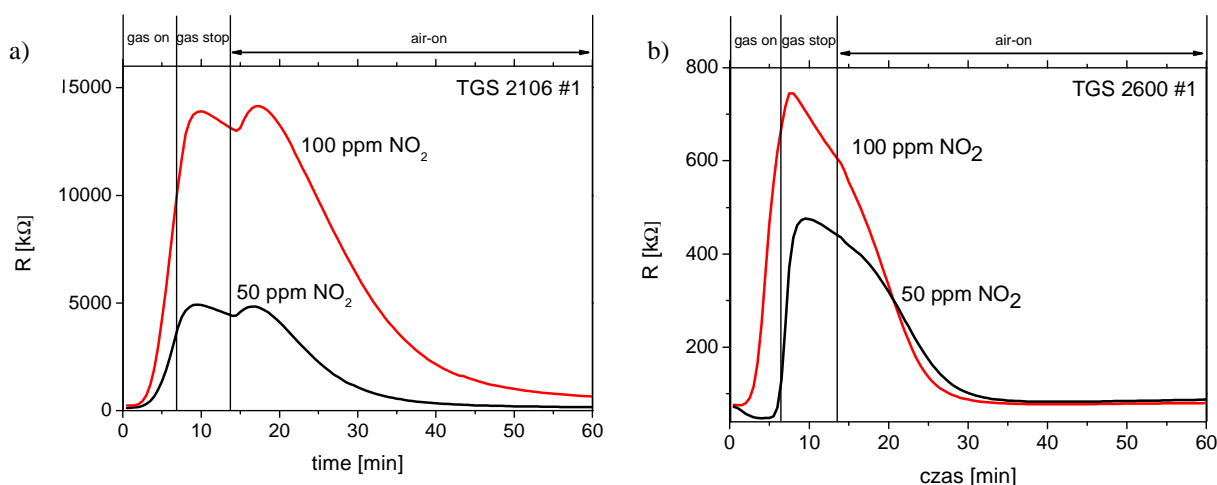 a)
gas on gas stop air-on
TGS 2106 #1
15000
10000
5000
0
R [kΩ]
100 ppm NO₂
50 ppm NO₂
0 10 20 30 40 50 60
time [min]
b)
gas on gas stop air-on
TGS 2600 #1
800
600
400
200
R [kΩ]
100 ppm NO₂
50 ppm NO₂
0 10 20 30 40 50 60
czas [min]